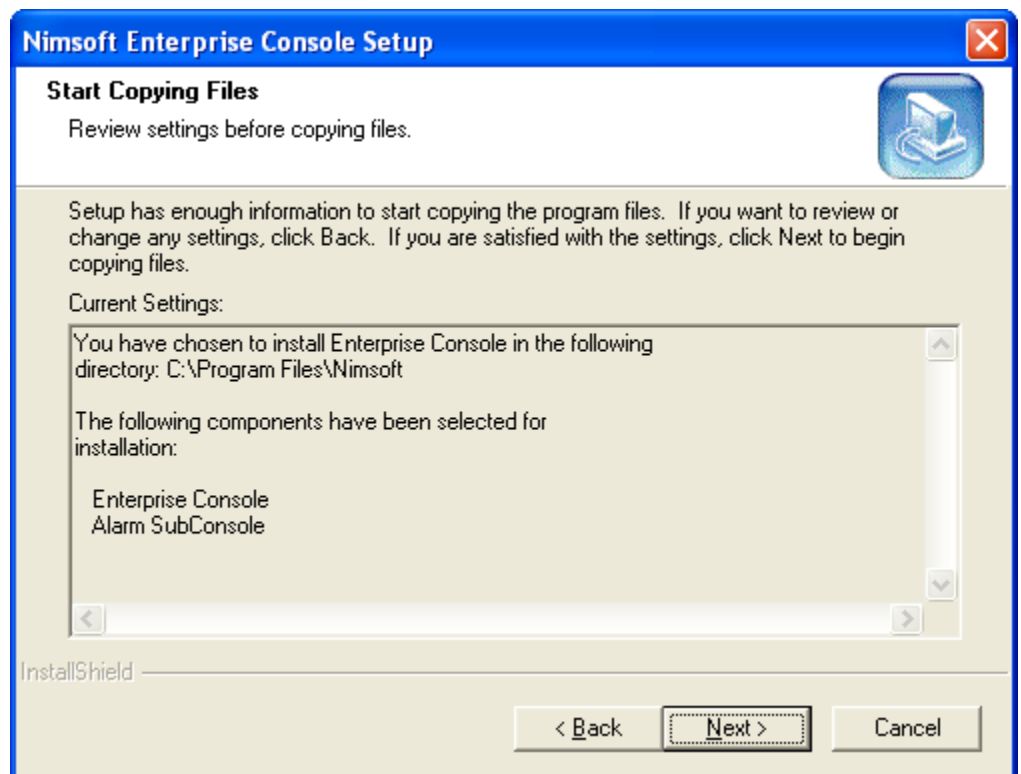 Nimsoft Enterprise Console Setup
Start Copying Files
Review settings before copying files.
Setup has enough information to start copying the program files.  If you want to review or
change any settings, click Back.  If you are satisfied with the settings, click Next to begin
copying files.
Current Settings:
You have chosen to install Enterprise Console in the following
directory: C:\Program Files\Nimsoft
The following components have been selected for
installation:
Enterprise Console
Alarm SubConsole
InstallShield
< Back
Next >
Cancel